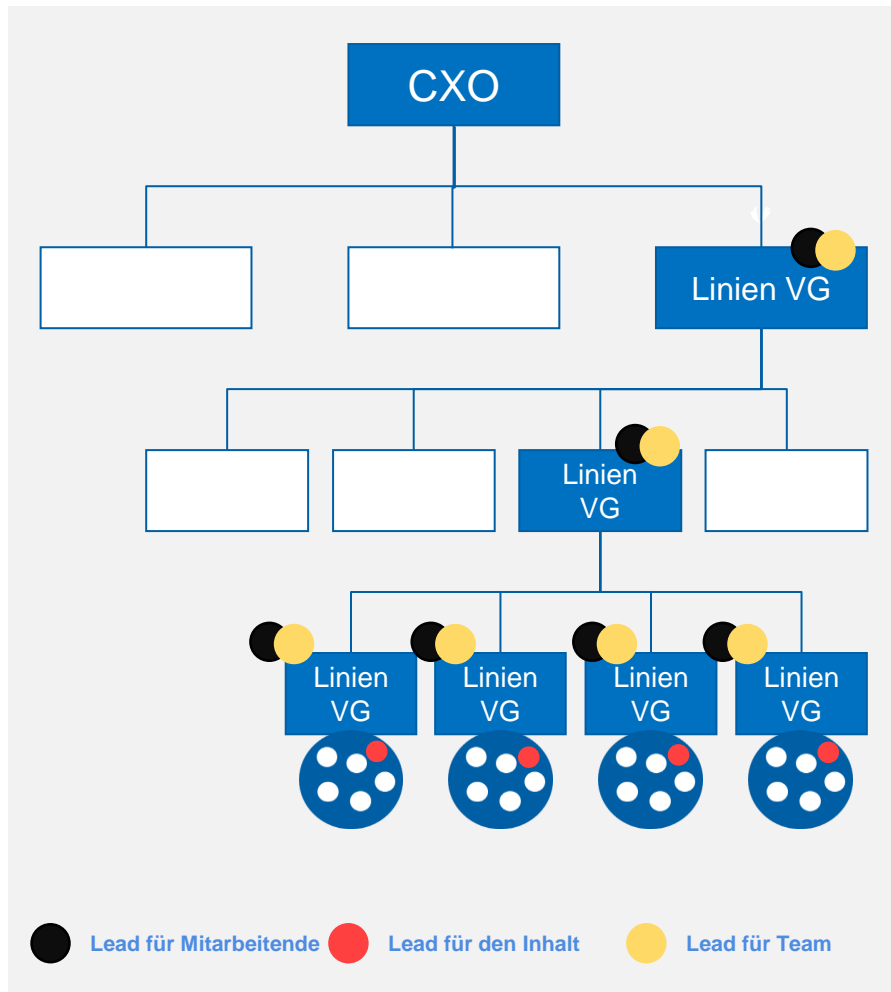 CXO
Linien VG
Linien
VG
Linien
VG
Linien
VG
Linien
VG
Linien
VG
Lead für Mitarbeitende
Lead für den Inhalt
Lead für Team